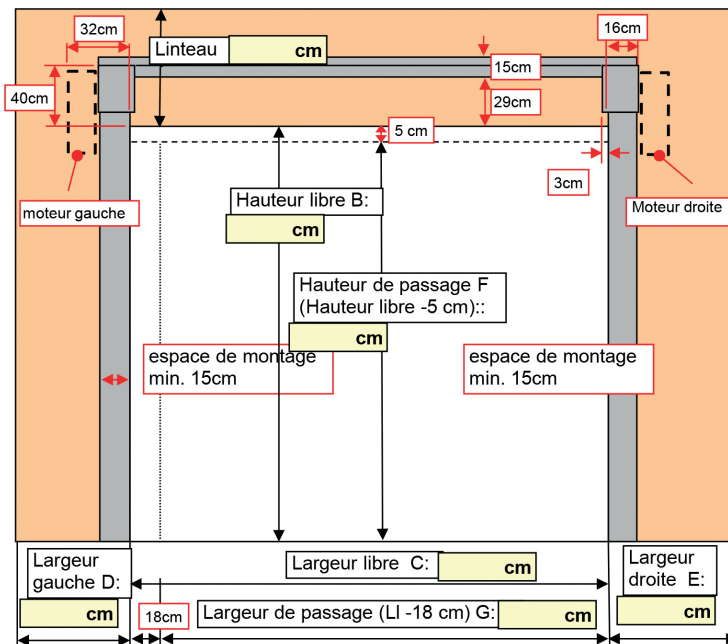 32cm
16cm
Linteau
cm
15cm
40cm
29cm
5 cm
3cm
moteur gauche
Moteur droite
Hauteur libre B:
cm
Hauteur de passage F
(Hauteur libre -5 cm)::
cm
espace de montage
min. 15cm
espace de montage
min. 15cm
Largeur
gauche D:
cm
Largeur libre C:
cm
Largeur
droite E:
cm
18cm
Largeur de passage (LI -18 cm) G:
cm